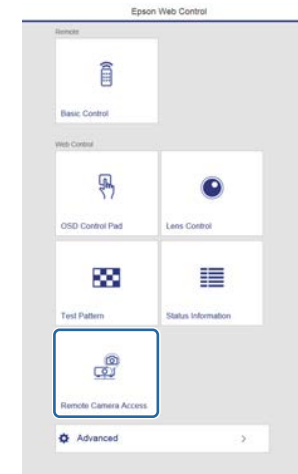 Epson Web Control
Remote
Basic Control
Web Control
OSD Control Pad
Lens Control
Test Pattern
Status Information
Remote Camera Access
Advanced